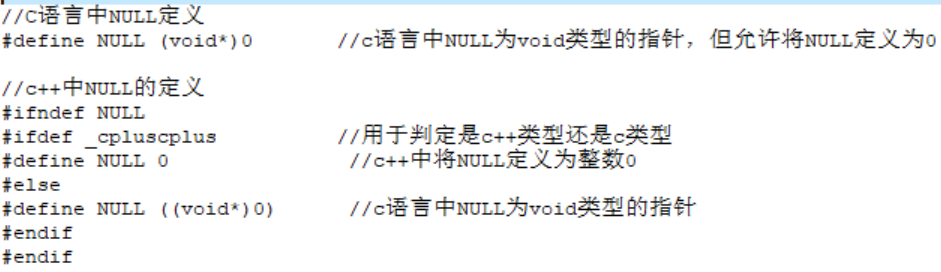 //C语言中NULL定义
#define NULL (void*)0 //c语言中NULL为void类型的指针，但允许将NULL定义为0
//c++中NULL的定义
#ifndef NULL
#ifdef _cpluscplus //用于判定是c++类型还是c类型
#define NULL 0 //c++中将NULL定义为整数0
#else
#define NULL ((void*)0) //c语言中NULL为void类型的指针
#endif
#endif